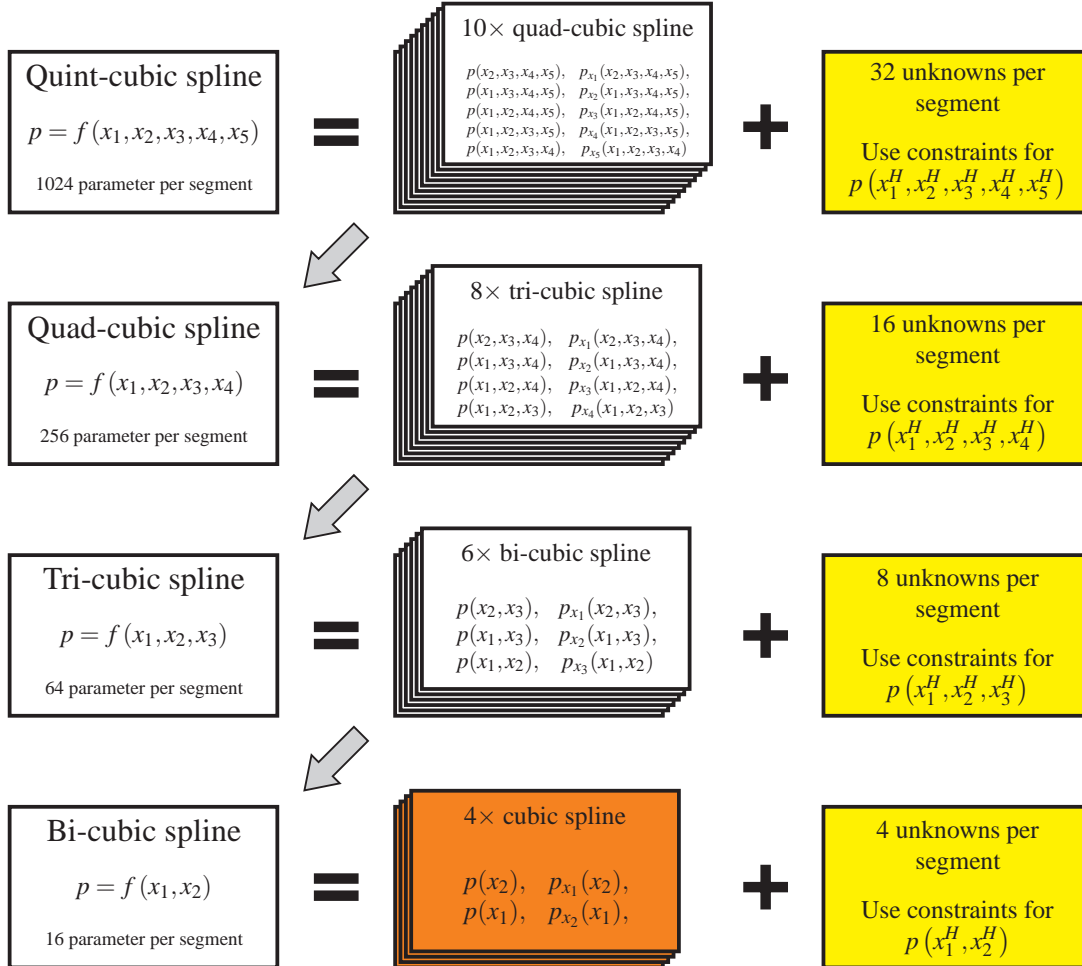 Quint-cubic spline
p = f (x₁, x₂, x₃, x₄, x₅)
1024 parameter per segment
=
10× quad-cubic spline
p(x₂,x₃,x₄,x₅), pₓ₁(x₂,x₃,x₄,x₅),
p(x₁,x₃,x₄,x₅), pₓ₂(x₁,x₃,x₄,x₅),
p(x₁,x₂,x₄,x₅), pₓ₃(x₁,x₂,x₄,x₅),
p(x₁,x₂,x₃,x₅), pₓ₄(x₁,x₂,x₃,x₅),
p(x₁,x₂,x₃,x₄), pₓ₅(x₁,x₂,x₃,x₄)
+
32 unknowns per
segment
Use constraints for
p (x₁ᴴ, x₂ᴴ, x₃ᴴ, x₄ᴴ, x₅ᴴ)
Quad-cubic spline
p = f (x₁, x₂, x₃, x₄)
256 parameter per segment
=
8× tri-cubic spline
p(x₂,x₃,x₄), pₓ₁(x₂,x₃,x₄),
p(x₁,x₃,x₄), pₓ₂(x₁,x₃,x₄),
p(x₁,x₂,x₄), pₓ₃(x₁,x₂,x₄),
p(x₁,x₂,x₃), pₓ₄(x₁,x₂,x₃)
+
16 unknowns per
segment
Use constraints for
p (x₁ᴴ, x₂ᴴ, x₃ᴴ, x₄ᴴ)
Tri-cubic spline
p = f (x₁, x₂, x₃)
64 parameter per segment
=
6× bi-cubic spline
p(x₂,x₃), pₓ₁(x₂,x₃),
p(x₁,x₃), pₓ₂(x₁,x₃),
p(x₁,x₂), pₓ₃(x₁,x₂)
+
8 unknowns per
segment
Use constraints for
p (x₁ᴴ, x₂ᴴ, x₃ᴴ)
Bi-cubic spline
p = f (x₁, x₂)
16 parameter per segment
=
4× cubic spline
p(x₂), pₓ₁(x₂),
p(x₁), pₓ₂(x₁),
+
4 unknowns per
segment
Use constraints for
p (x₁ᴴ, x₂ᴴ)